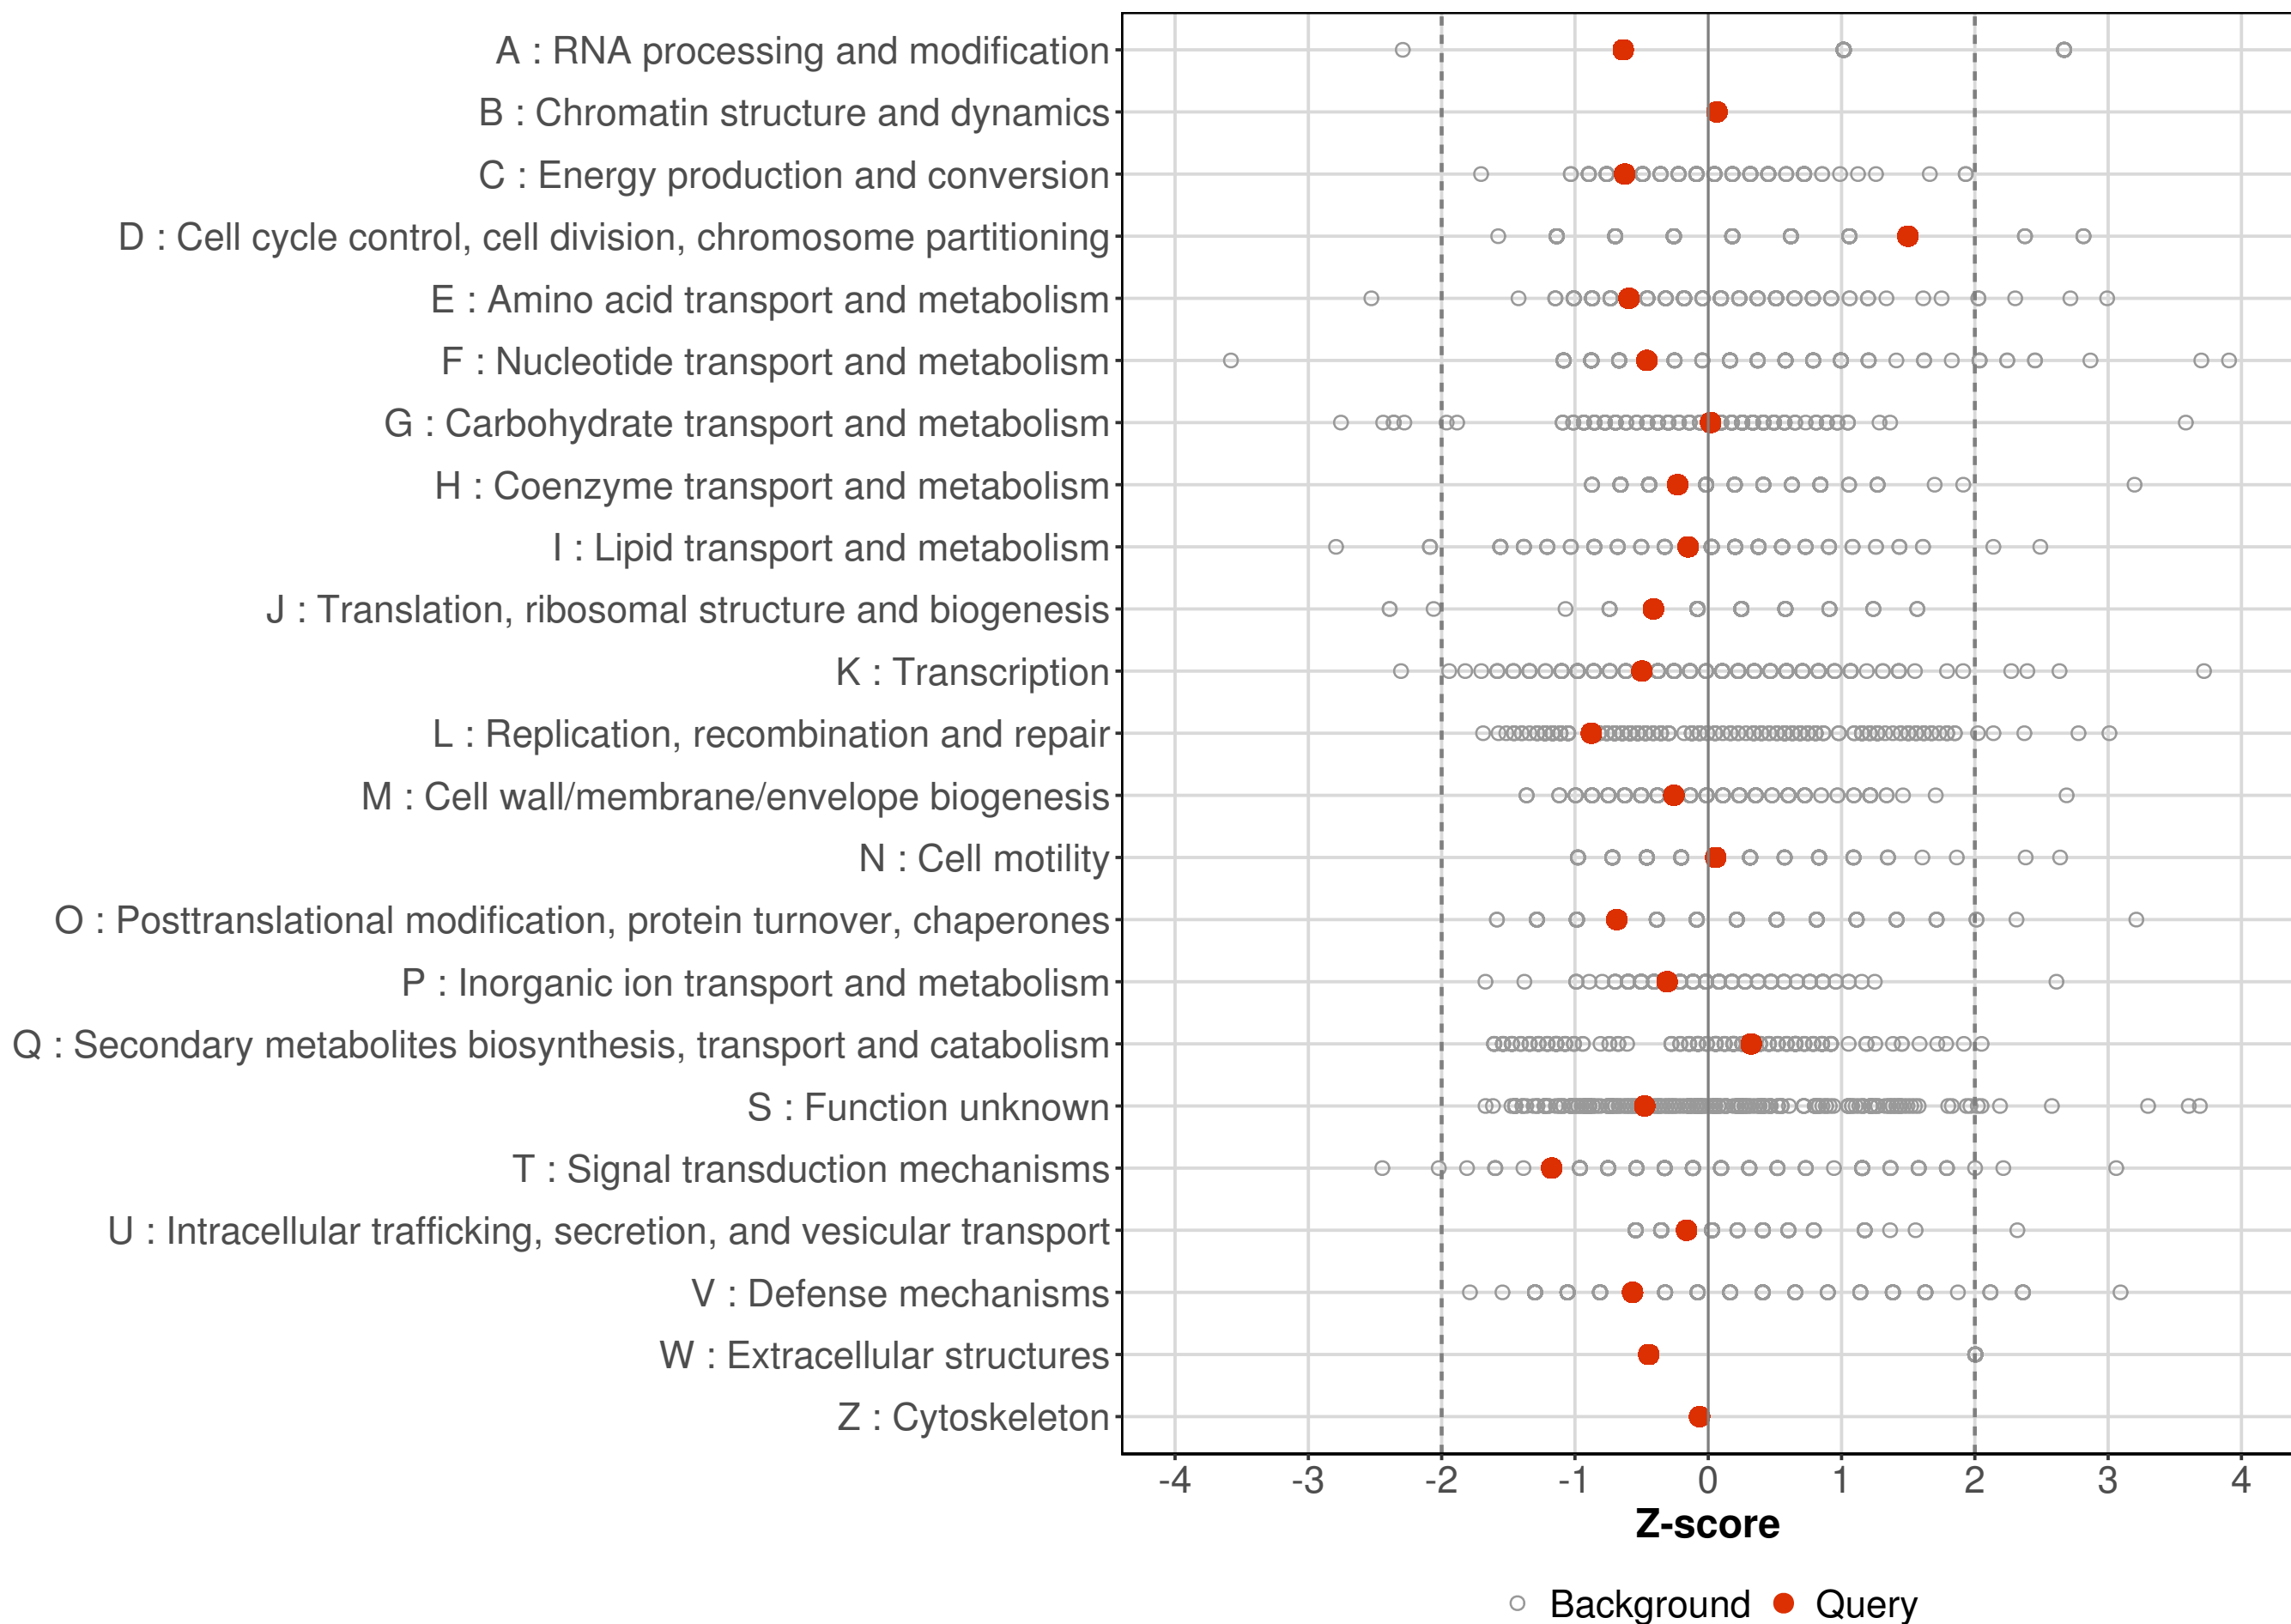 A : RNA processing and modification
B : Chromatin structure and dynamics
C : Energy production and conversion
D : Cell cycle control, cell division, chromosome partitioning
E : Amino acid transport and metabolism
F : Nucleotide transport and metabolism
G : Carbohydrate transport and metabolism
H : Coenzyme transport and metabolism
I : Lipid transport and metabolism
J : Translation, ribosomal structure and biogenesis
K : Transcription
L : Replication, recombination and repair
M : Cell wall/membrane/envelope biogenesis
N : Cell motility
O : Posttranslational modification, protein turnover, chaperones
P : Inorganic ion transport and metabolism
Q : Secondary metabolites biosynthesis, transport and catabolism
S : Function unknown
T : Signal transduction mechanisms
U : Intracellular trafficking, secretion, and vesicular transport
V : Defense mechanisms
W : Extracellular structures
Z : Cytoskeleton
-4 -3 -2 -1 0 1 2 3 4
Z-score
Background Query